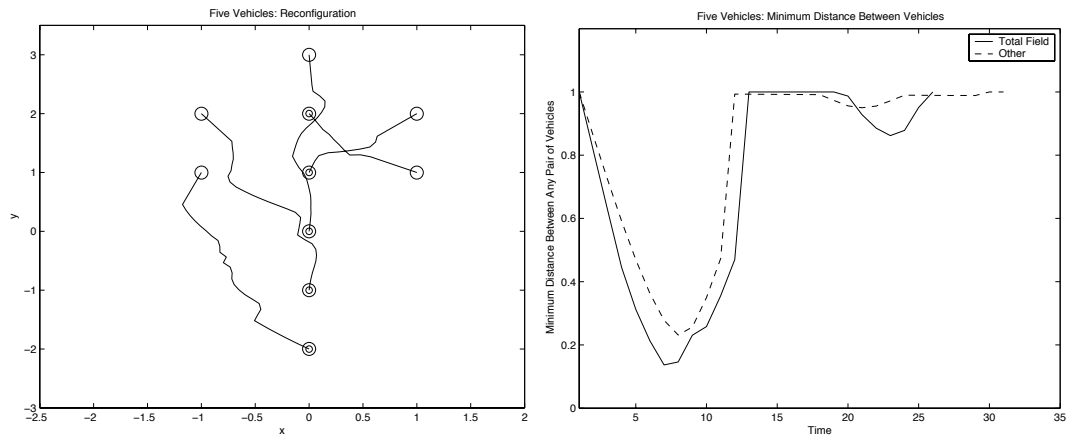 Five Vehicles: Reconfiguration
3
2
1
0
−1
−2
−3
y
−2.5 −2 −1.5 −1 −0.5 0 0.5 1 1.5 2
x
Five Vehicles: Minimum Distance Between Vehicles
Total Field
Other
1
0.8
0.6
0.4
0.2
0
Minimum Distance Between Any Pair of Vehicles
5 10 15 20 25 30 35
Time